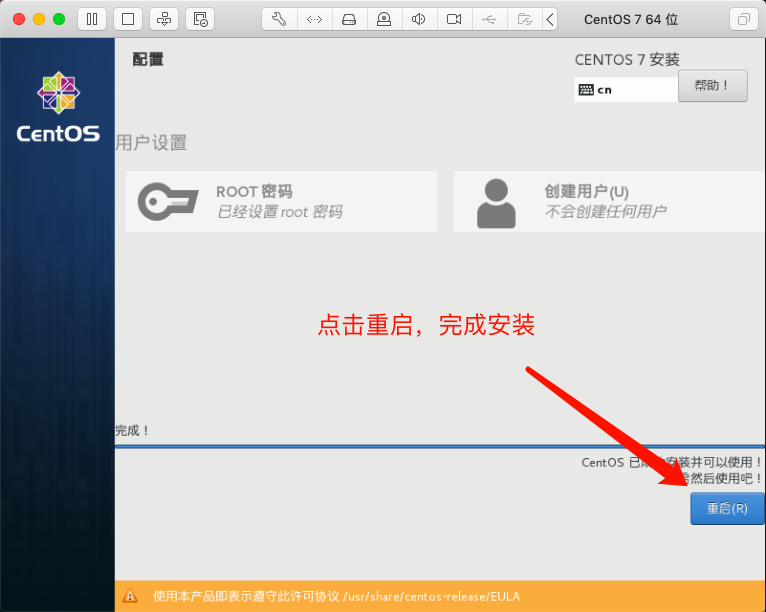 CentOS 7 64 位
配置
CENTOS 7 安装
cn
帮助！
CentOS
用户设置
ROOT 密码
已经设置 root 密码
创建用户(U)
不会创建任何用户
点击重启，完成安装
完成！
CentOS 已 安装并可以使用！
然后使用吧！
重启(R)
使用本产品即表示遵守此许可协议 /usr/share/centos-release/EULA